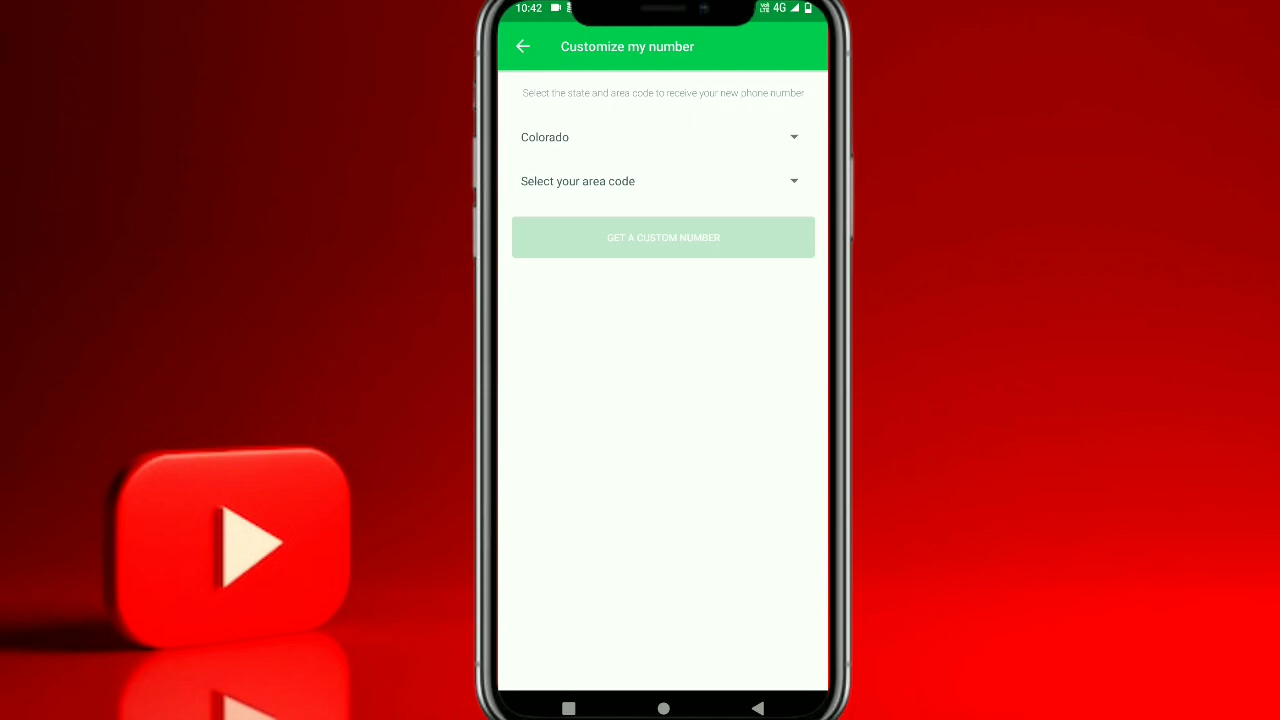 10:42
VoLTE 4G
Customize my number
Select the state and area code to receive your new phone number
Colorado
Select your area code
GET A CUSTOM NUMBER